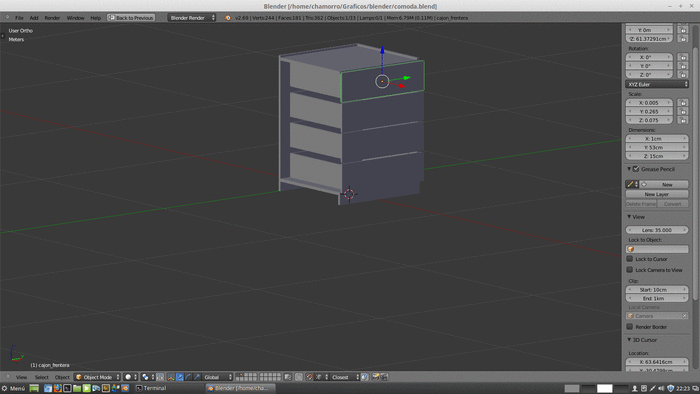 Blender [/home/chamorro/Graficos/blender/comoda.blend]
File Add Render Window Help Back to Previous Blender Render v2.69 | Verts:244 | Faces:181 | Tris:362 | Objects:1/33 | Lamps:0/1 | Mem:6.79M (0.11M) | cajon_frentera
User Ortho
Meters
Y: 0m
Z: 61.37291cm
Rotation:
X: 0°
Y: 0°
Z: 0°
XYZ Euler
Scale:
X: 0.005
Y: 0.265
Z: 0.075
Dimensions:
X: 1cm
Y: 53cm
Z: 15cm
Grease Pencil
New
New Layer
Delete Frame Convert
View
Lens: 35.000
Lock to Object:
Lock to Cursor
Lock Camera to View
Clip:
Start: 10cm
End: 1km
Local Camera:
Camera
Render Border
3D Cursor
Location:
X: 63.6416cm
(1) cajon_frentera
View Select Object Object Mode Global Closest
Menú Terminal Blender [/home/cha... 22:23